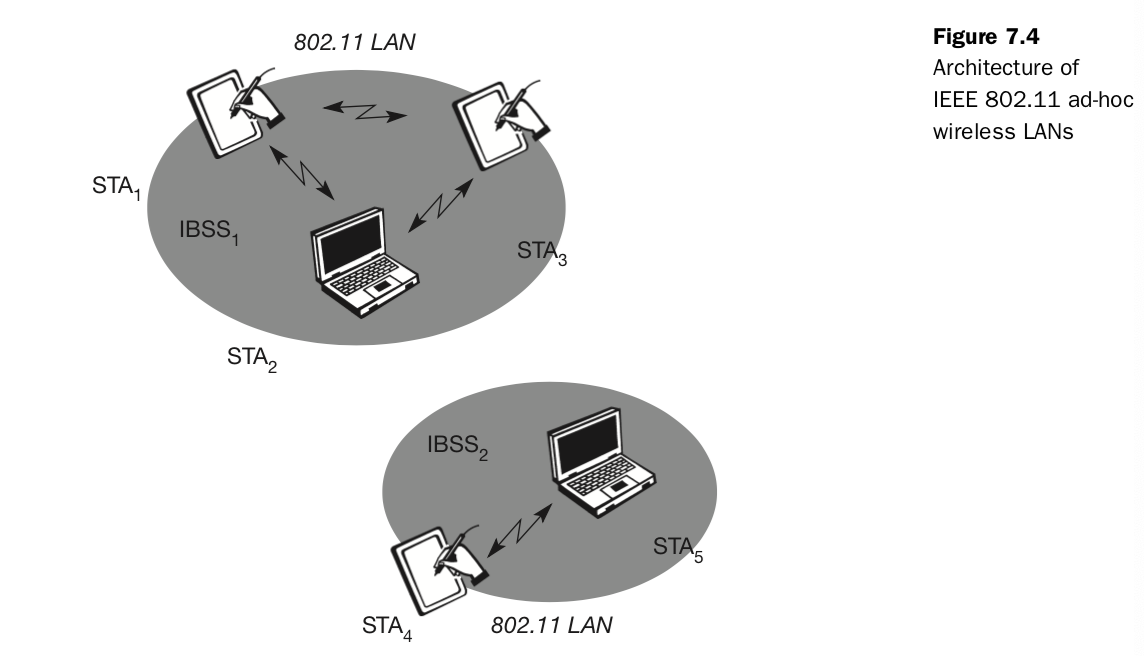 802.11 LAN
Figure 7.4
Architecture of
IEEE 802.11 ad-hoc
wireless LANs
STA1
IBSS1
STA3
STA2
IBSS2
STA5
STA4
802.11 LAN